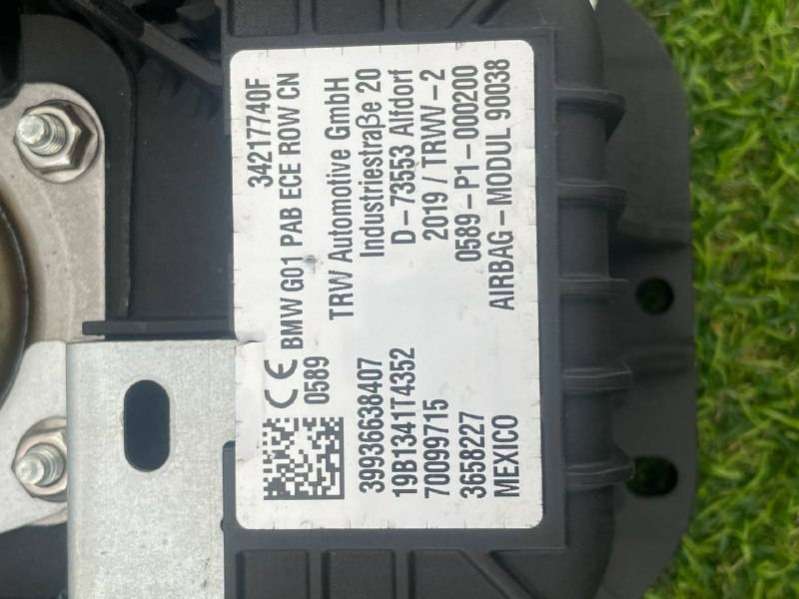 34217740F
BMW G01 PAB ECE ROW CN
TRW Automotive GmbH
Industriestraße 20
D-73553 Alfdorf
2019 / TRWV-2
0589-P1-000200
AIRBAG-MODUL 90038
CE
0589
39936638407
19B1341T4352
70099715
3658227
MEXICO